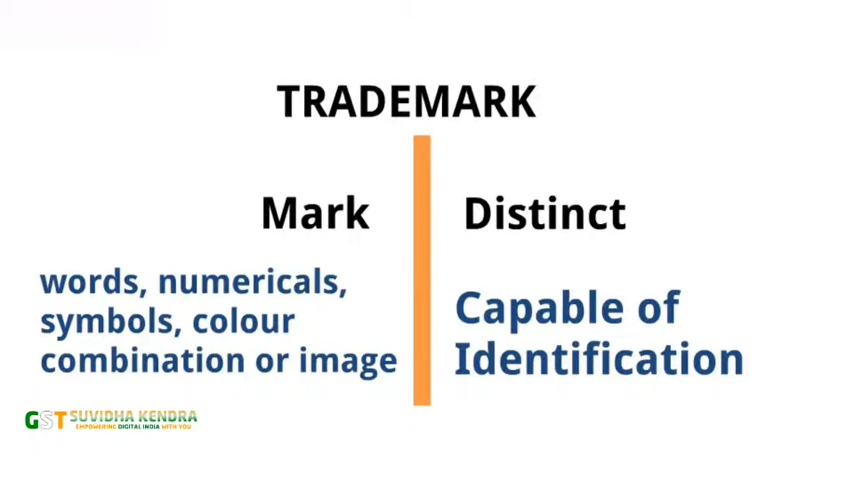 TRADEMARK
Mark
words, numericals,
symbols, colour
combination or image
Distinct
Capable of
Identification
GST SUVIDHA KENDRA
EMPOWERING DIGITAL INDIA WITH YOU